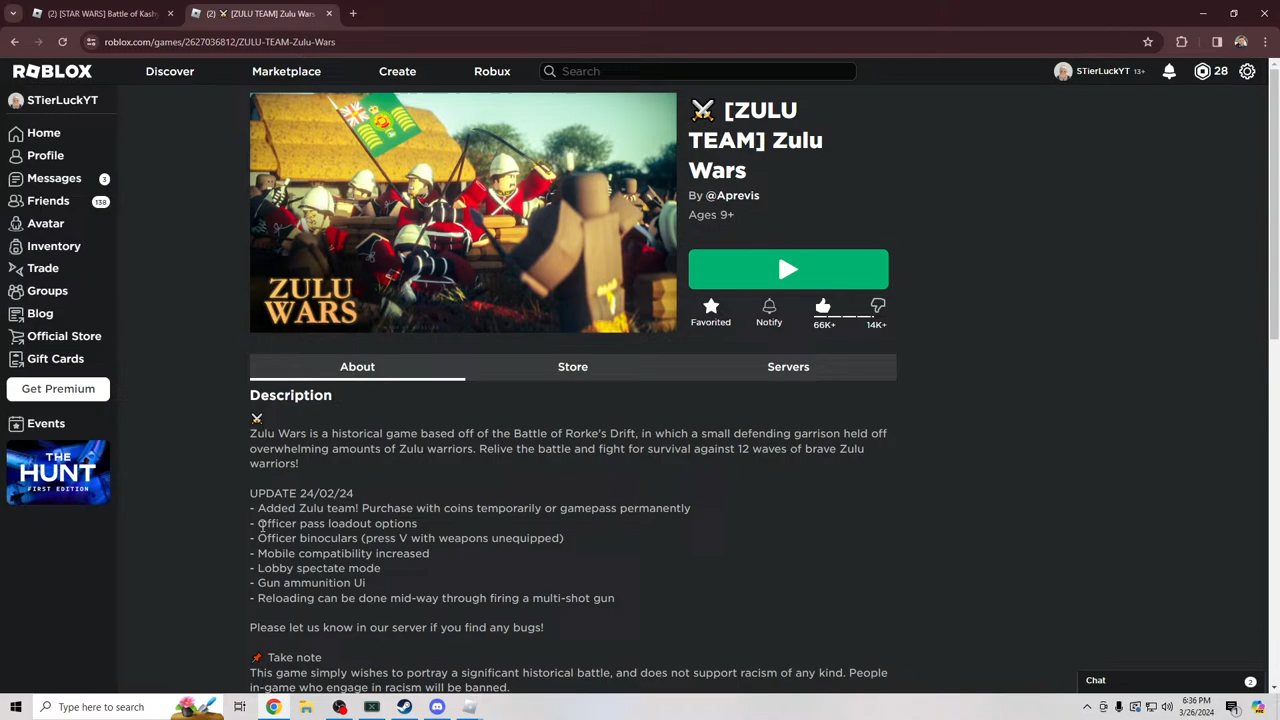 (2) [STAR WARS] Battle of Kash
(2) ⚔️ [ZULU TEAM] Zulu Wars
roblox.com/games/2627036812/ZULU-TEAM-Zulu-Wars
ROBLOX
Discover
Marketplace
Create
Robux
Search
STierLuckYT 13+
28
STierLuckYT
Home
Profile
Messages 3
Friends 138
Avatar
Inventory
Trade
Groups
Blog
Official Store
Gift Cards
Get Premium
Events
THE
HUNT
FIRST EDITION
ZULU
WARS
⚔️ [ZULU
TEAM] Zulu
Wars
By @Aprevis
Ages 9+
Favorited
Notify
66K+
14K+
About
Store
Servers
Description
⚔️
Zulu Wars is a historical game based off of the Battle of Rorke's Drift, in which a small defending garrison held off
overwhelming amounts of Zulu warriors. Relive the battle and fight for survival against 12 waves of brave Zulu
warriors!
UPDATE 24/02/24
- Added Zulu team! Purchase with coins temporarily or gamepass permanently
- Officer pass loadout options
- Officer binoculars (press V with weapons unequipped)
- Mobile compatibility increased
- Lobby spectate mode
- Gun ammunition Ui
- Reloading can be done mid-way through firing a multi-shot gun
Please let us know in our server if you find any bugs!
📌 Take note
This game simply wishes to portray a significant historical battle, and does not support racism of any kind. People
in-game who engage in racism will be banned.
Chat
2
Type here to search
6:36 PM
3/26/2024